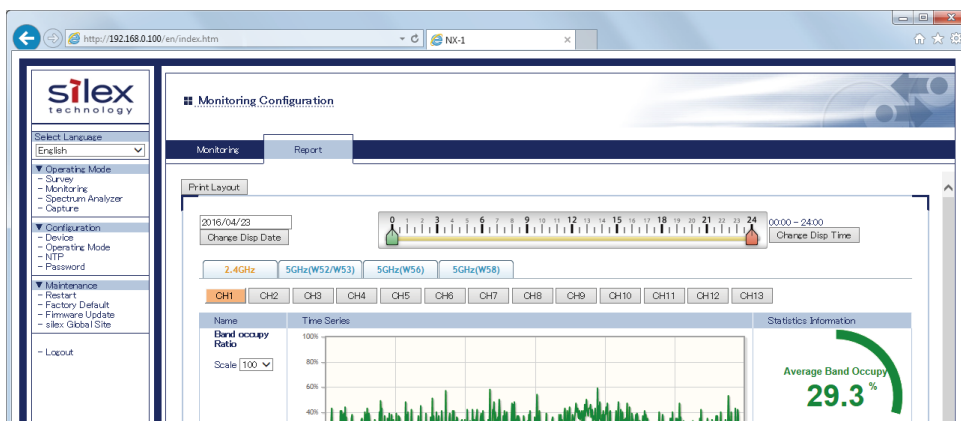 http://192.168.0.100/en/index.htm
NX-1
silex
technology
Select Language
English
▼ Operating Mode
- Survey
- Monitoring
- Spectrum Analyzer
- Capture
▼ Configuration
- Device
- Operating Mode
- NTP
- Password
▼ Maintenance
- Restart
- Factory Default
- Firmware Update
- silex Global Site
- Logout
Monitoring Configuration
Monitoring Report
Print Layout
2016/04/23
Change Disp Date
0 1 2 3 4 5 6 7 8 9 10 11 12 13 14 15 16 17 18 19 20 21 22 23 24
00:00 - 24:00
Change Disp Time
2.4GHz 5GHz(W52/W53) 5GHz(W56) 5GHz(W58)
CH1 CH2 CH3 CH4 CH5 CH6 CH7 CH8 CH9 CH10 CH11 CH12 CH13
Name Time Series Statistics Information
Band occupy
Ratio
Scale 100
100%
80%
60%
40%
Average Band Occupy
29.3 %